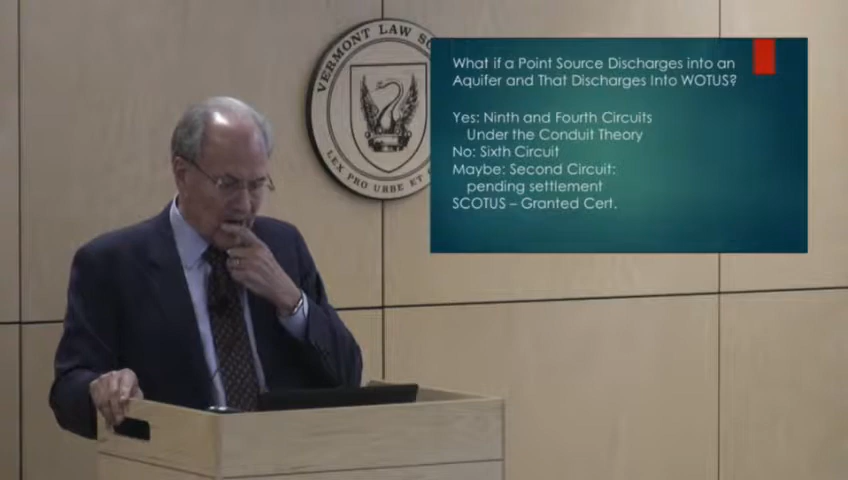 VERMONT LAW SC
LEX PRO URBE ET
What if a Point Source Discharges into an
Aquifer and That Discharges Into WOTUS?
Yes: Ninth and Fourth Circuits
Under the Conduit Theory
No: Sixth Circuit
Maybe: Second Circuit:
pending settlement
SCOTUS – Granted Cert.